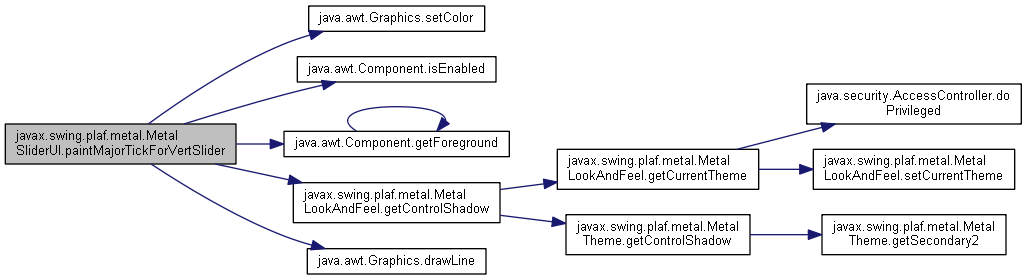 java.awt.Graphics.setColor
java.awt.Component.isEnabled
javax.swing.plaf.metal.Metal
SliderUI.paintMajorTickForVertSlider
java.awt.Component.getForeground
javax.swing.plaf.metal.Metal
LookAndFeel.getControlShadow
java.awt.Graphics.drawLine
javax.swing.plaf.metal.Metal
LookAndFeel.getCurrentTheme
javax.swing.plaf.metal.Metal
Theme.getControlShadow
java.security.AccessController.do
Privileged
javax.swing.plaf.metal.Metal
LookAndFeel.setCurrentTheme
javax.swing.plaf.metal.Metal
Theme.getSecondary2